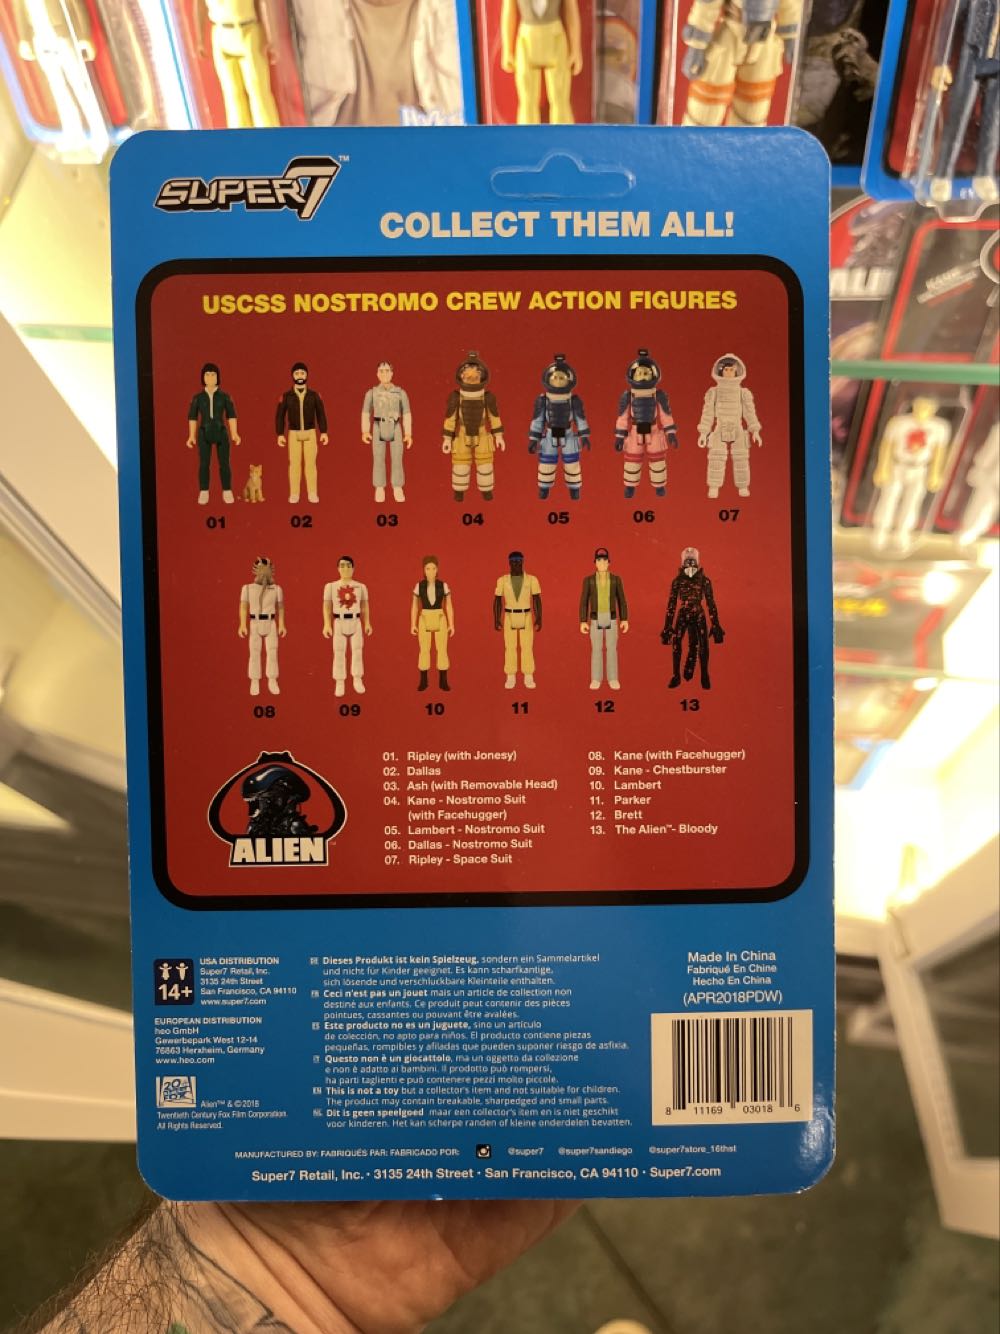 SUPER7™
COLLECT THEM ALL!
USCSS NOSTROMO CREW ACTION FIGURES
01
02
03
04
05
06
07
08
09
10
11
12
13
01. Ripley (with Jonesy)
02. Dallas
03. Ash (with Removable Head)
04. Kane - Nostromo Suit
(with Facehugger)
05. Lambert - Nostromo Suit
06. Dallas - Nostromo Suit
07. Ripley - Space Suit
08. Kane (with Facehugger)
09. Kane - Chestburster
10. Lambert
11. Parker
12. Brett
13. The Alien™- Bloody
ALIEN
14+
USA DISTRIBUTION
Super7 Retail, Inc.
3135 24th Street
San Francisco, CA 94110
www.super7.com
EUROPEAN DISTRIBUTION
heo GmbH
Gewerbepark West 12-14
76863 Herxheim, Germany
www.heo.com
20th
Alien™ & ©2018
Twentieth Century Fox Film Corporation.
All Rights Reserved.
DE Dieses Produkt ist kein Spielzeug, sondern ein Sammelartikel
und nicht für Kinder geeignet. Es kann scharfkantige,
sich lösende und verschluckbare Kleinteile enthalten.
FR Ceci n'est pas un jouet mais un article de collection non
destiné aux enfants. Ce produit peut contenir des pièces
pointues, cassantes ou pouvant être avalées.
ES Este producto no es un juguete, sino un artículo
de colección, no apto para niños. El producto contiene piezas
pequeñas, rompibles y afiladas que pueden suponer riesgo de asfixia.
IT Questo non è un giocattolo, ma un oggetto da collezione
e non è adatto ai bambini. Il prodotto può rompersi,
ha parti taglienti e può contenere pezzi molto piccole.
EN This is not a toy but a collector's item and not suitable for children.
The product may contain breakable, sharpedged and small parts.
NL Dit is geen speelgoed maar een collector's item en is niet geschikt
voor kinderen. Het kan scherpe randen of kleine onderdelen bevatten.
Made In China
Fabriqué En Chine
Hecho En China
(APR2018PDW)
8 11169 03018 6
MANUFACTURED BY: FABRIQUÉS PAR: FABRICADO POR: @super7 @super7sandiego @super7store_16thst
Super7 Retail, Inc. • 3135 24th Street • San Francisco, CA 94110 • Super7.com